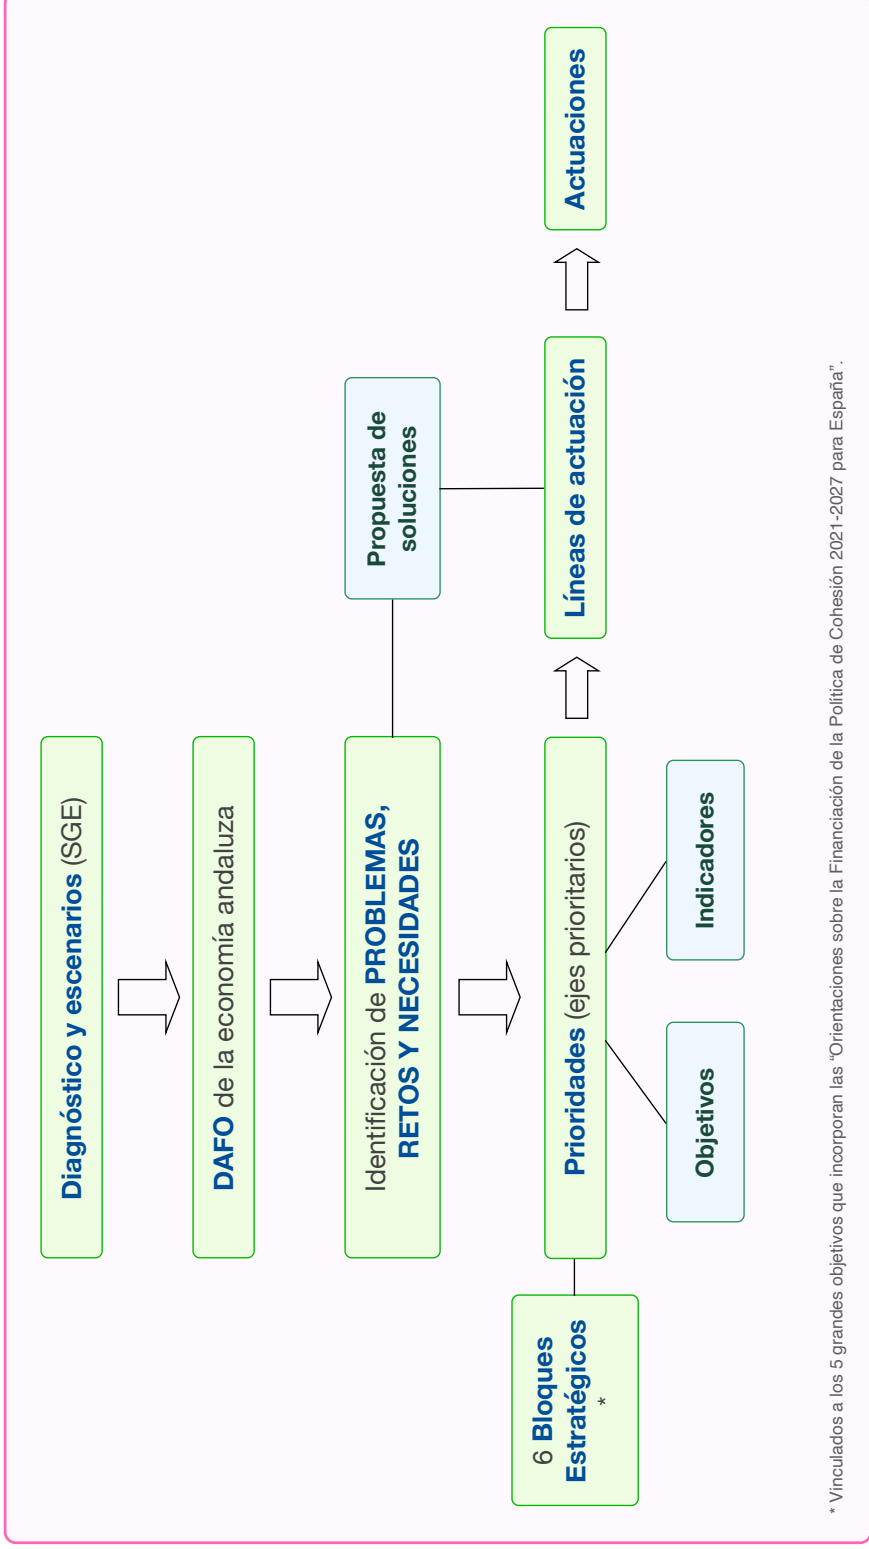 Diagnóstico y escenarios (SGE)
DAFO de la economía andaluza
Identificación de PROBLEMAS,
RETOS Y NECESIDADES
Propuesta de
soluciones
6 Bloques
Estratégicos
*
Prioridades (ejes prioritarios)
Líneas de actuación
Actuaciones
Objetivos
Indicadores
* Vinculados a los 5 grandes objetivos que incorporan las “Orientaciones sobre la Financiación de la Política de Cohesión 2021-2027 para España”.